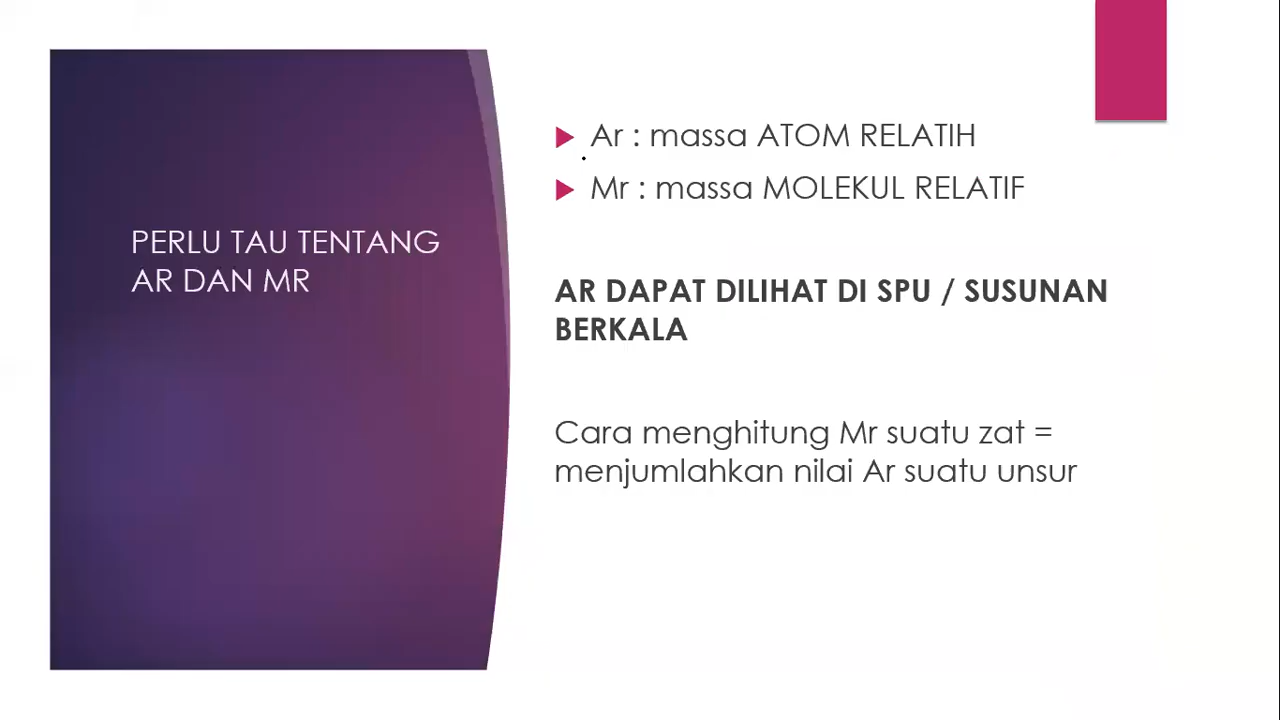 PERLU TAU TENTANG
AR DAN MR
Ar : massa ATOM RELATIH
Mr : massa MOLEKUL RELATIF
AR DAPAT DILIHAT DI SPU / SUSUNAN
BERKALA
Cara menghitung Mr suatu zat =
menjumlahkan nilai Ar suatu unsur